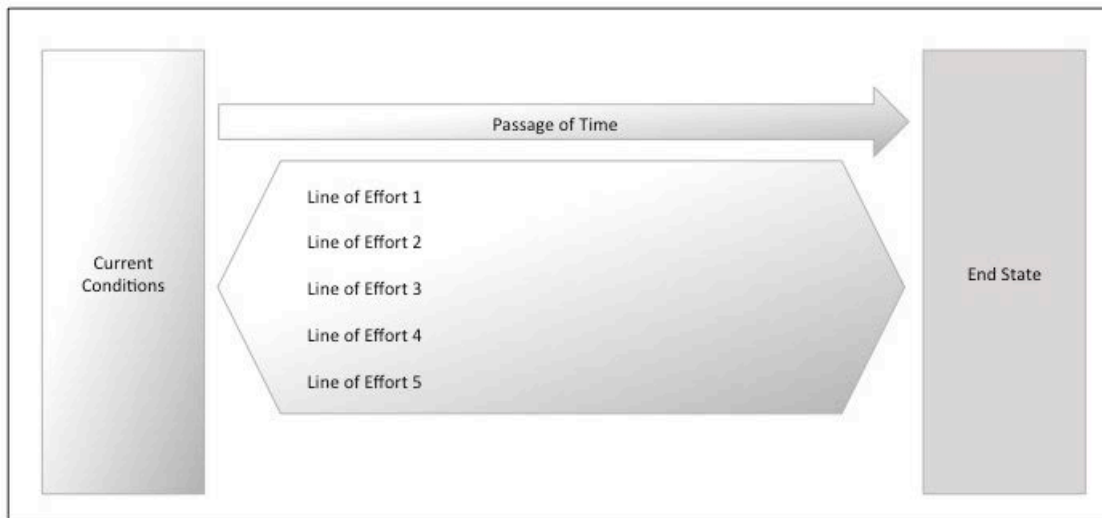 Current
Conditions
Passage of Time
Line of Effort 1
Line of Effort 2
Line of Effort 3
Line of Effort 4
Line of Effort 5
End State